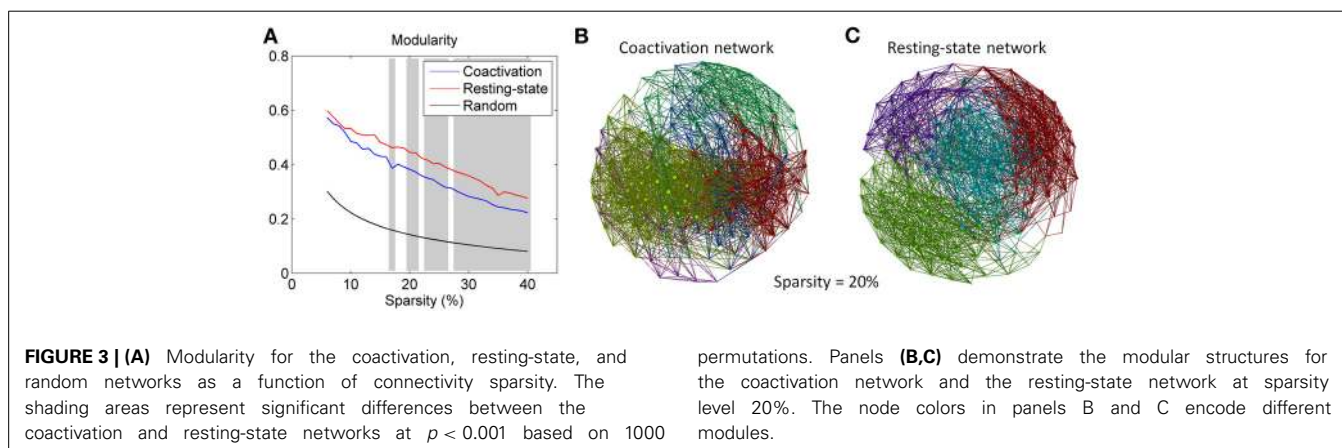 A
Modularity
0.8
0.6
0.4
0.2
0
0 10 20 30 40
Sparsity (%)
Coactivation
Resting-state
Random
B
Coactivation network
C
Resting-state network
Sparsity = 20%
FIGURE 3 | (A) Modularity for the coactivation, resting-state, and
random networks as a function of connectivity sparsity. The
shading areas represent significant differences between the
coactivation and resting-state networks at p < 0.001 based on 1000
permutations. Panels (B,C) demonstrate the modular structures for
the coactivation network and the resting-state network at sparsity
level 20%. The node colors in panels B and C encode different
modules.